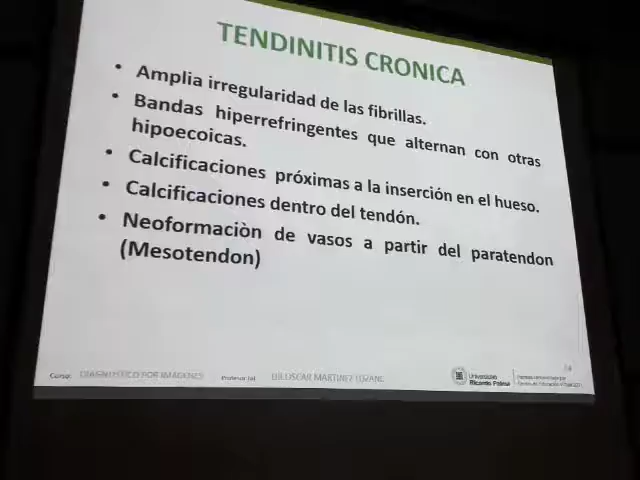 TENDINITIS CRONICA
• Amplia irregularidad de las fibrillas.
• Bandas hiperrefringentes que alternan con otras
hipoecoicas.
• Calcificaciones próximas a la inserción en el hueso.
• Calcificaciones dentro del tendón.
• Neoformaciòn de vasos a partir del paratendon
(Mesotendon)
Curso: DIAGNOSTICO POR IMAGENES
MARTINEZ
Universidad
Ricardo Palma